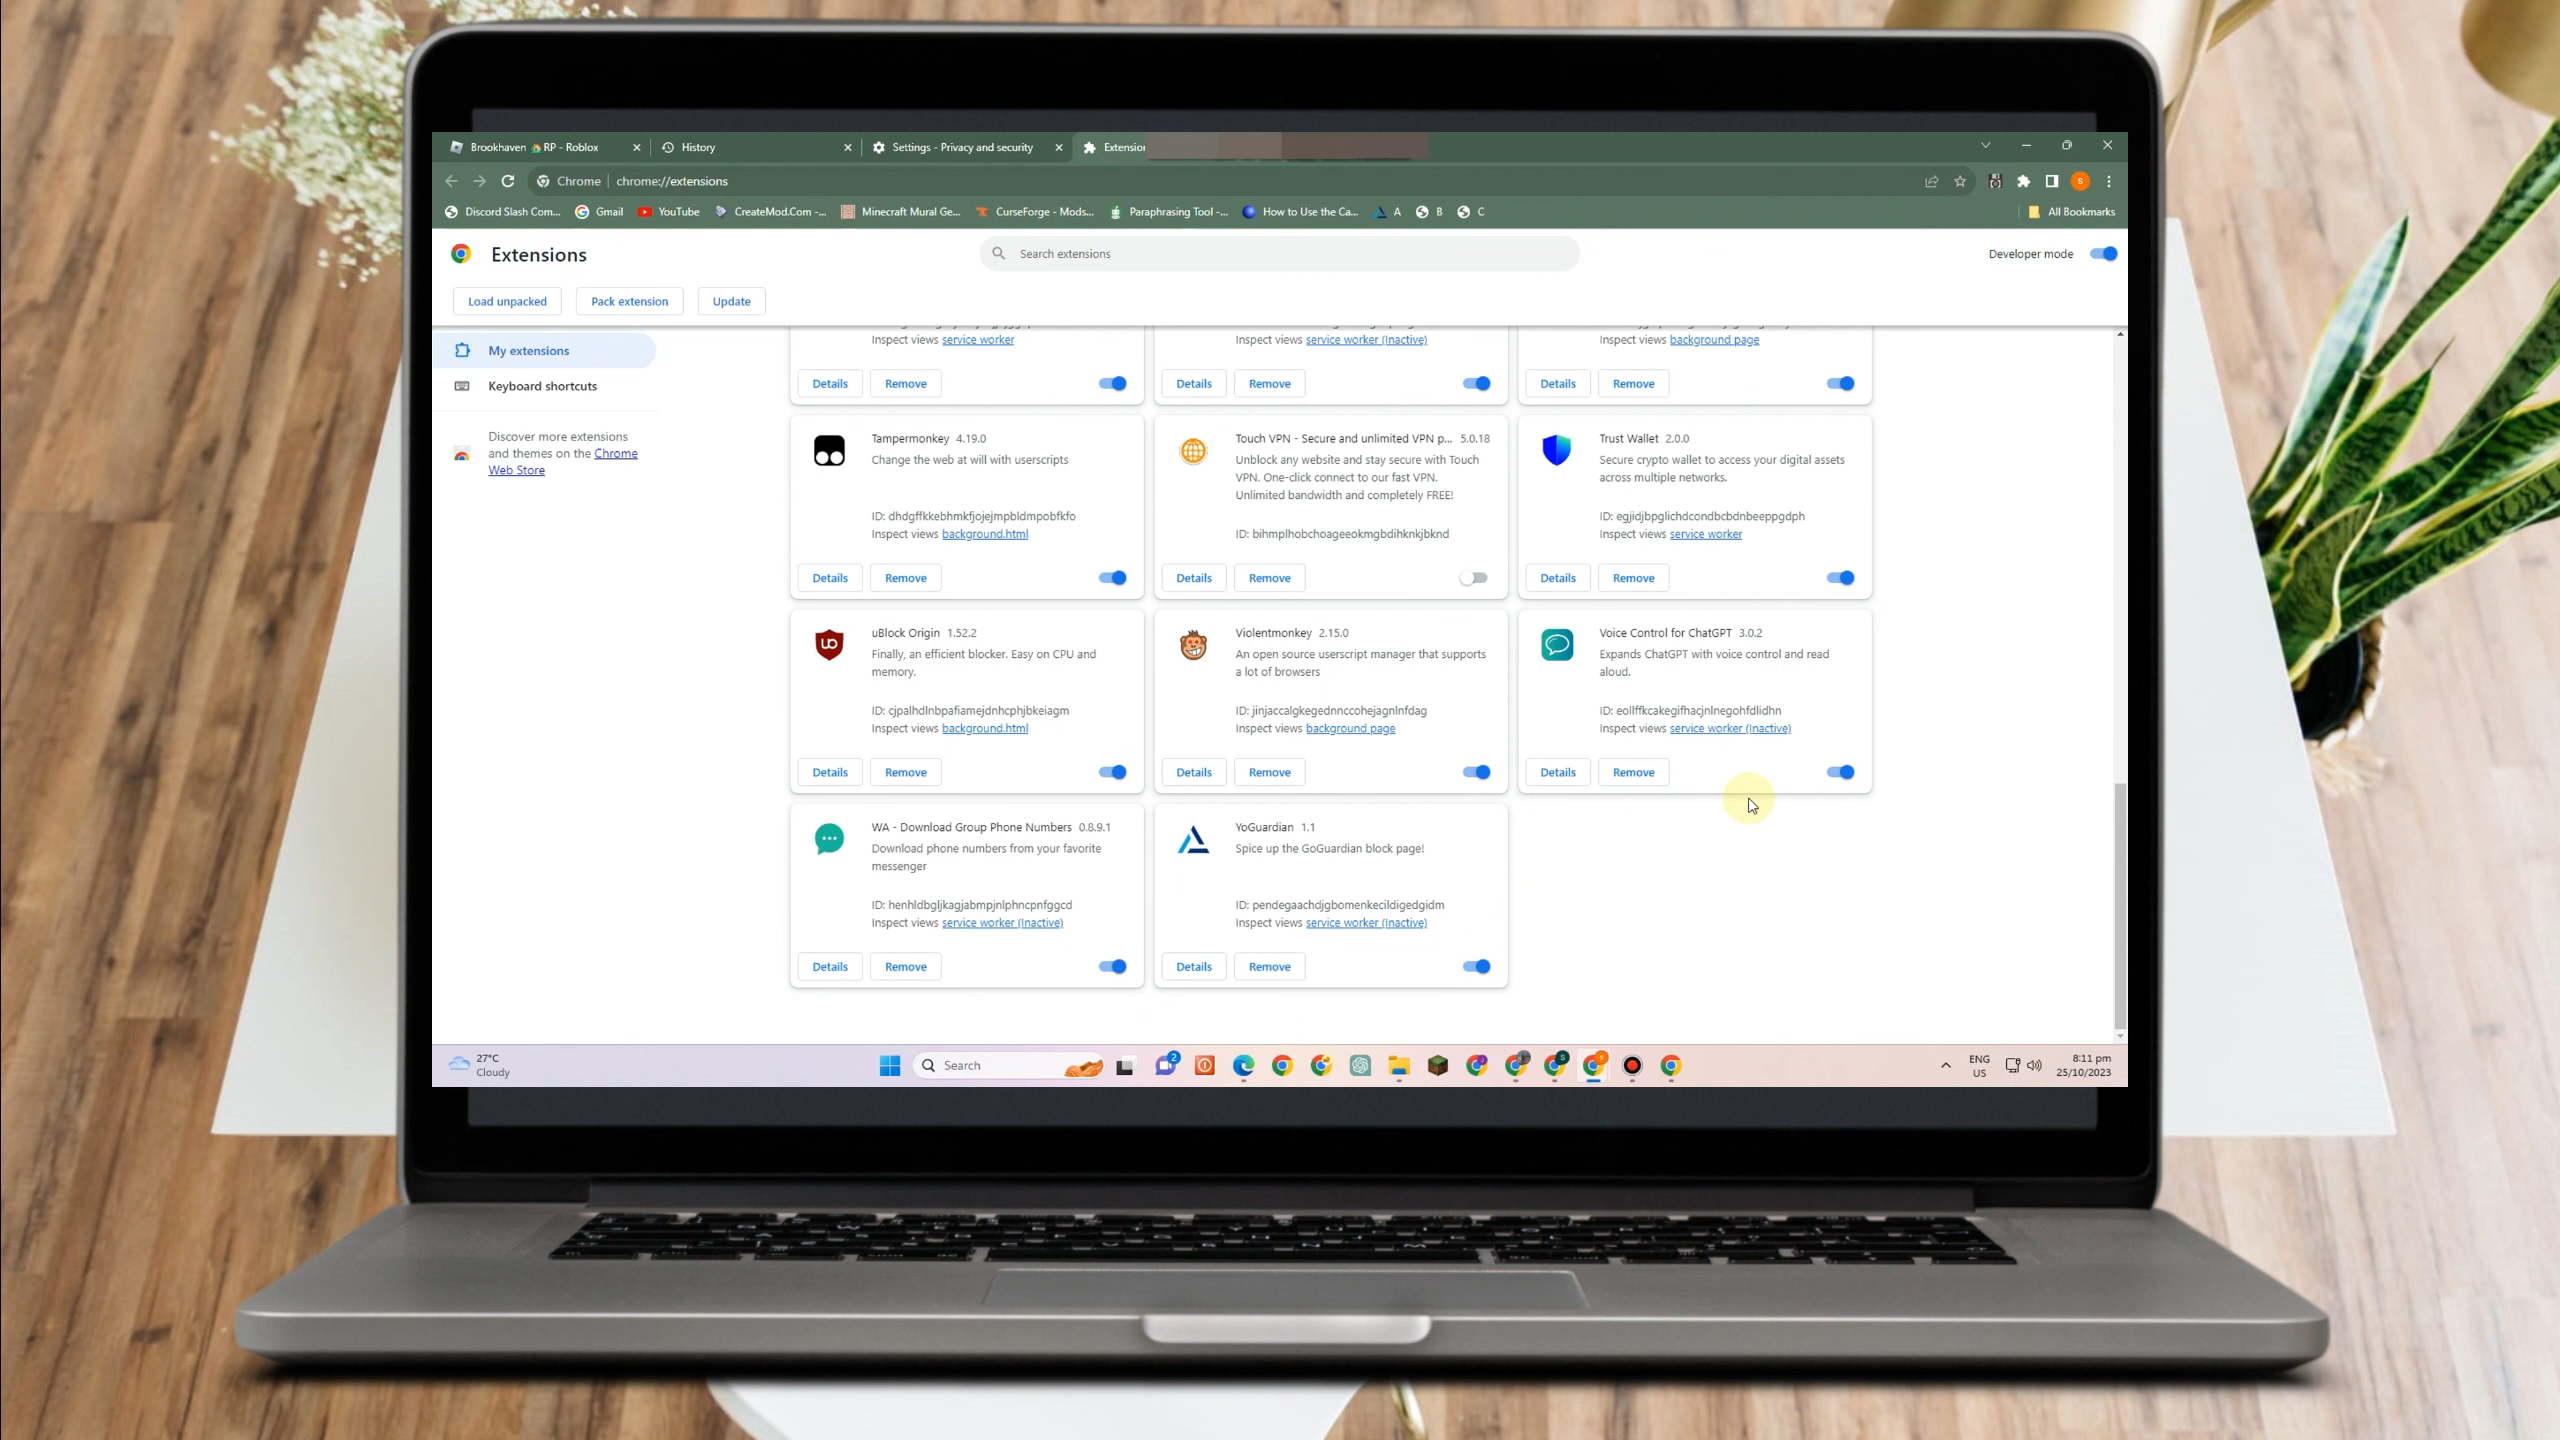 Brookhaven RP - Roblox
History
Settings - Privacy and security
Extension
Chrome
chrome://extensions
S
Discord Slash Com...
Gmail
YouTube
CreateMod.Com -...
Minecraft Mural Ge...
CurseForge - Mods...
Paraphrasing Tool -...
How to Use the Ca...
A
B
C
All Bookmarks
Extensions
Search extensions
Developer mode
Load unpacked
Pack extension
Update
My extensions
Keyboard shortcuts
Discover more extensions
and themes on the Chrome
Web Store
Inspect views service worker
Details Remove
Inspect views service worker (Inactive)
Details Remove
Inspect views background page
Details Remove
Tampermonkey 4.19.0
Change the web at will with userscripts
ID: dhdgffkkebhmkfjojejmpbldmpobfkfo
Inspect views background.html
Details Remove
Touch VPN - Secure and unlimited VPN p... 5.0.18
Unblock any website and stay secure with Touch
VPN. One-click connect to our fast VPN.
Unlimited bandwidth and completely FREE!
ID: bihmplhobchoageeokmgbdihknkjbknd
Details Remove
Trust Wallet 2.0.0
Secure crypto wallet to access your digital assets
across multiple networks.
ID: egjidjbpglichdcondbcbdnbeeppgdph
Inspect views service worker
Details Remove
uBlock Origin 1.52.2
Finally, an efficient blocker. Easy on CPU and
memory.
ID: cjpalhdlnbpafiamejdnhcphjbkeiagm
Inspect views background.html
Details Remove
Violentmonkey 2.15.0
An open source userscript manager that supports
a lot of browsers
ID: jinjaccalgkegednnccohejagnlnfdag
Inspect views background page
Details Remove
Voice Control for ChatGPT 3.0.2
Expands ChatGPT with voice control and read
aloud.
ID: eollffkcakegifhacjnlnegohfdlidhn
Inspect views service worker (Inactive)
Details Remove
WA - Download Group Phone Numbers 0.8.9.1
Download phone numbers from your favorite
messenger
ID: henhldbgljkagjabmpjnlphncpnfggcd
Inspect views service worker (Inactive)
Details Remove
YoGuardian 1.1
Spice up the GoGuardian block page!
ID: pendegaachdjgbomenkecildigedgidm
Inspect views service worker (Inactive)
Details Remove
27°C
Cloudy
Search
2
ENG
US
8:11 pm
25/10/2023